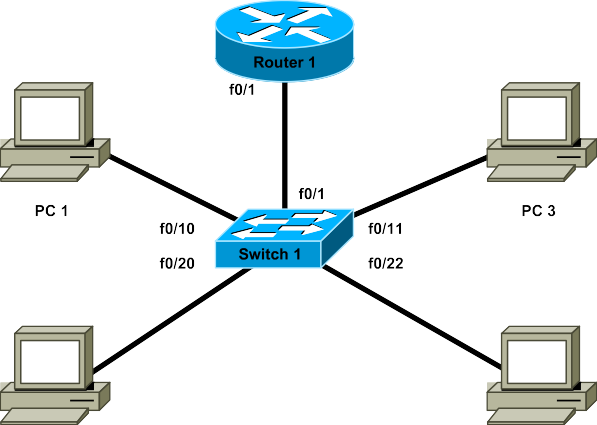 Router 1
f0/1
f0/1
PC 1
PC 3
f0/10
f0/11
Switch 1
f0/20
f0/22